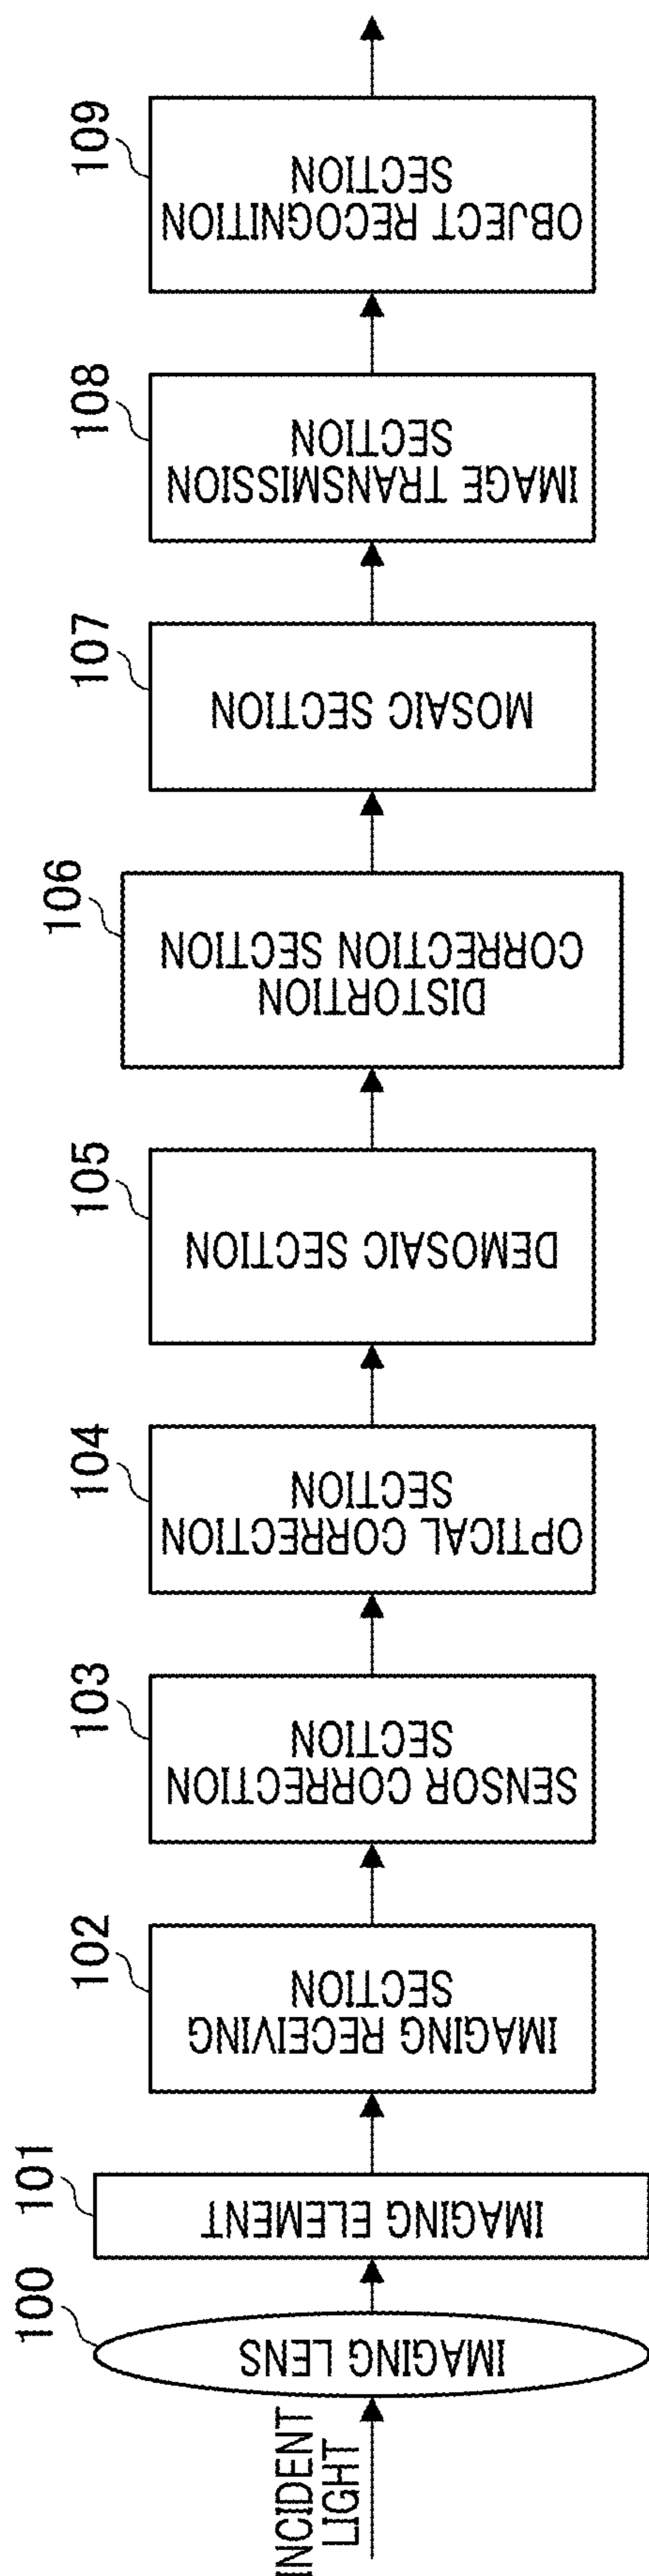 INCIDENT
LIGHT
100
IMAGING LENS
101
IMAGING ELEMENT
102
IMAGING RECEIVING
SECTION
103
SENSOR CORRECTION
SECTION
104
OPTICAL CORRECTION
SECTION
105
DEMOSAIC SECTION
106
DISTORTION
CORRECTION SECTION
107
MOSAIC SECTION
108
IMAGE TRANSMISSION
SECTION
109
OBJECT RECOGNITION
SECTION